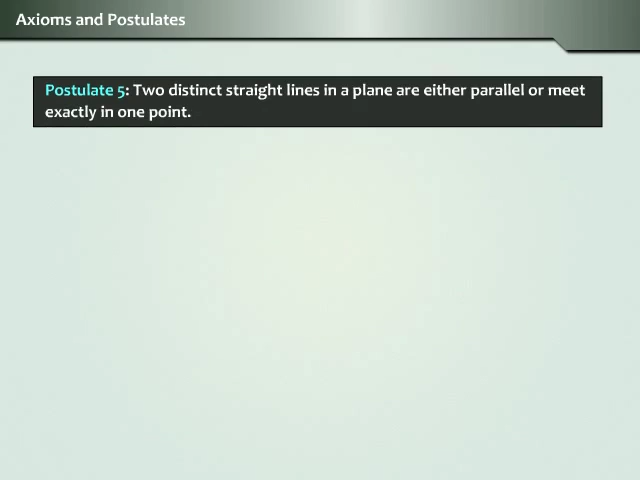 Axioms and Postulates
Postulate 5: Two distinct straight lines in a plane are either parallel or meet
exactly in one point.